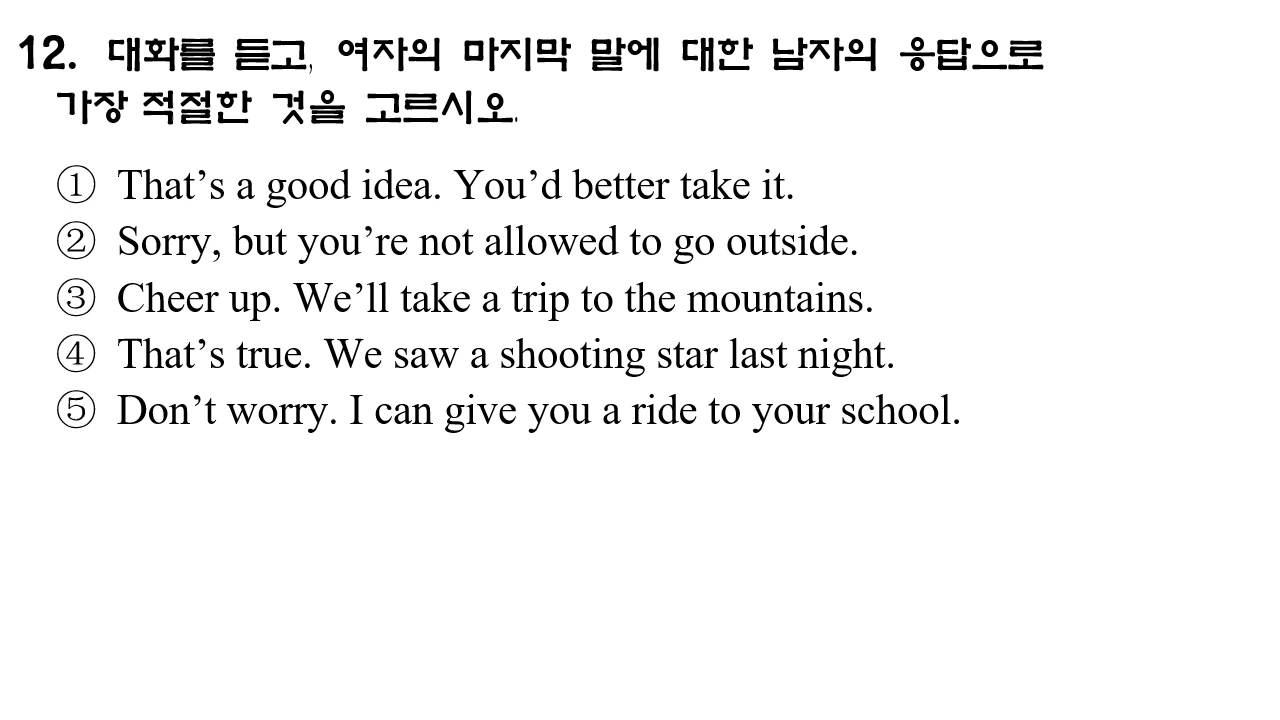 12. 대화를 듣고, 여자의 마지막 말에 대한 남자의 응답으로
가장 적절한 것을 고르시오.
① That’s a good idea. You’d better take it.
② Sorry, but you’re not allowed to go outside.
③ Cheer up. We’ll take a trip to the mountains.
④ That’s true. We saw a shooting star last night.
⑤ Don’t worry. I can give you a ride to your school.